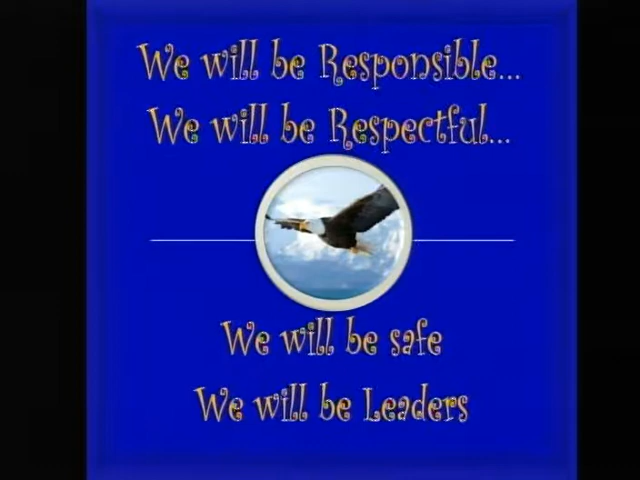 We will be Responsible...
We will be Respectful...
We will be safe
We will be Leaders